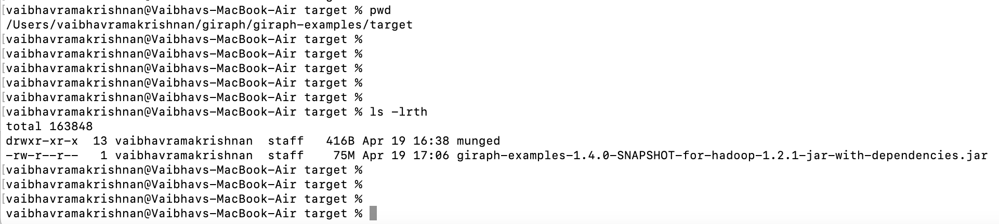 [vaibhavramakrishnan@Vaibhavs-MacBook-Air target % pwd
/Users/vaibhavramakrishnan/giraph/giraph-examples/target
[vaibhavramakrishnan@Vaibhavs-MacBook-Air target %
[vaibhavramakrishnan@Vaibhavs-MacBook-Air target %
[vaibhavramakrishnan@Vaibhavs-MacBook-Air target %
[vaibhavramakrishnan@Vaibhavs-MacBook-Air target %
[vaibhavramakrishnan@Vaibhavs-MacBook-Air target %
[vaibhavramakrishnan@Vaibhavs-MacBook-Air target % ls -lrth
total 163848
drwxr-xr-x  13 vaibhavramakrishnan  staff   416B Apr 19 16:38 munged
-rw-r--r--   1 vaibhavramakrishnan  staff    75M Apr 19 17:06 giraph-examples-1.4.0-SNAPSHOT-for-hadoop-1.2.1-jar-with-dependencies.jar
[vaibhavramakrishnan@Vaibhavs-MacBook-Air target %
[vaibhavramakrishnan@Vaibhavs-MacBook-Air target %
[vaibhavramakrishnan@Vaibhavs-MacBook-Air target %
vaibhavramakrishnan@Vaibhavs-MacBook-Air target %